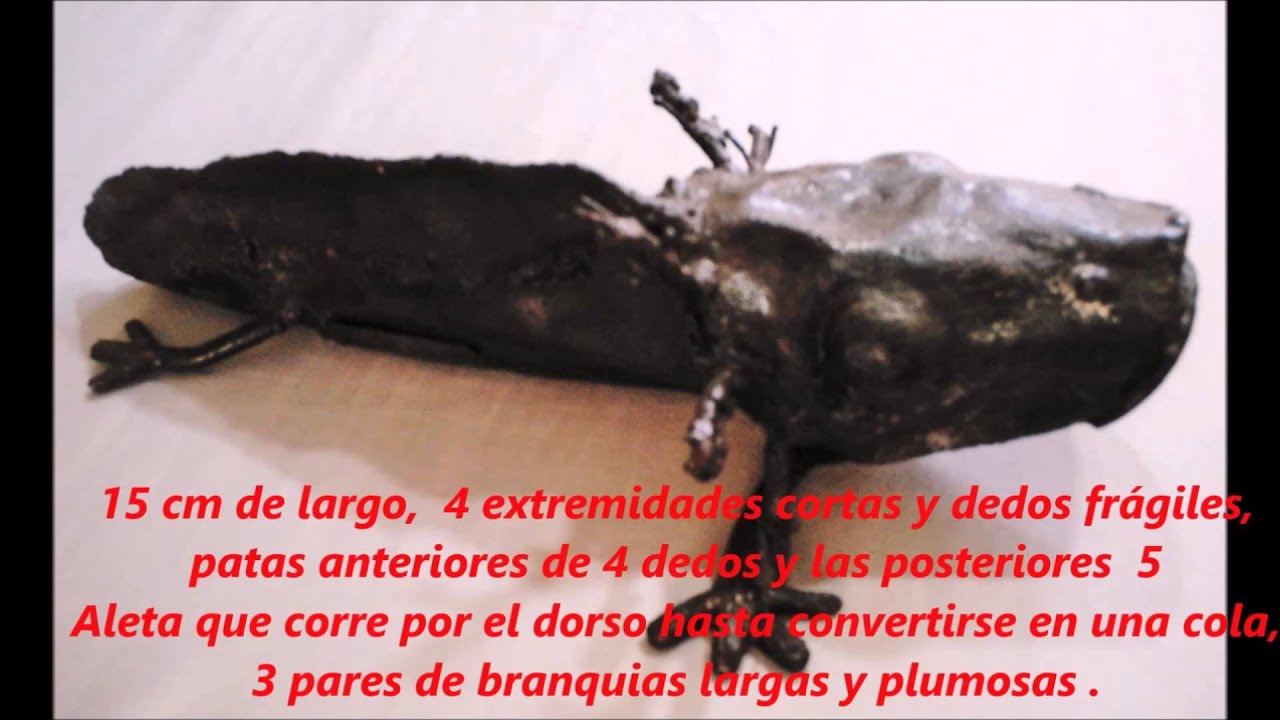 15 cm de largo, 4 extremidades cortas y dedos frágiles,
patas anteriores de 4 dedos y las posteriores 5
Aleta que corre por el dorso hasta convertirse en una cola,
3 pares de branquias largas y plumosas .